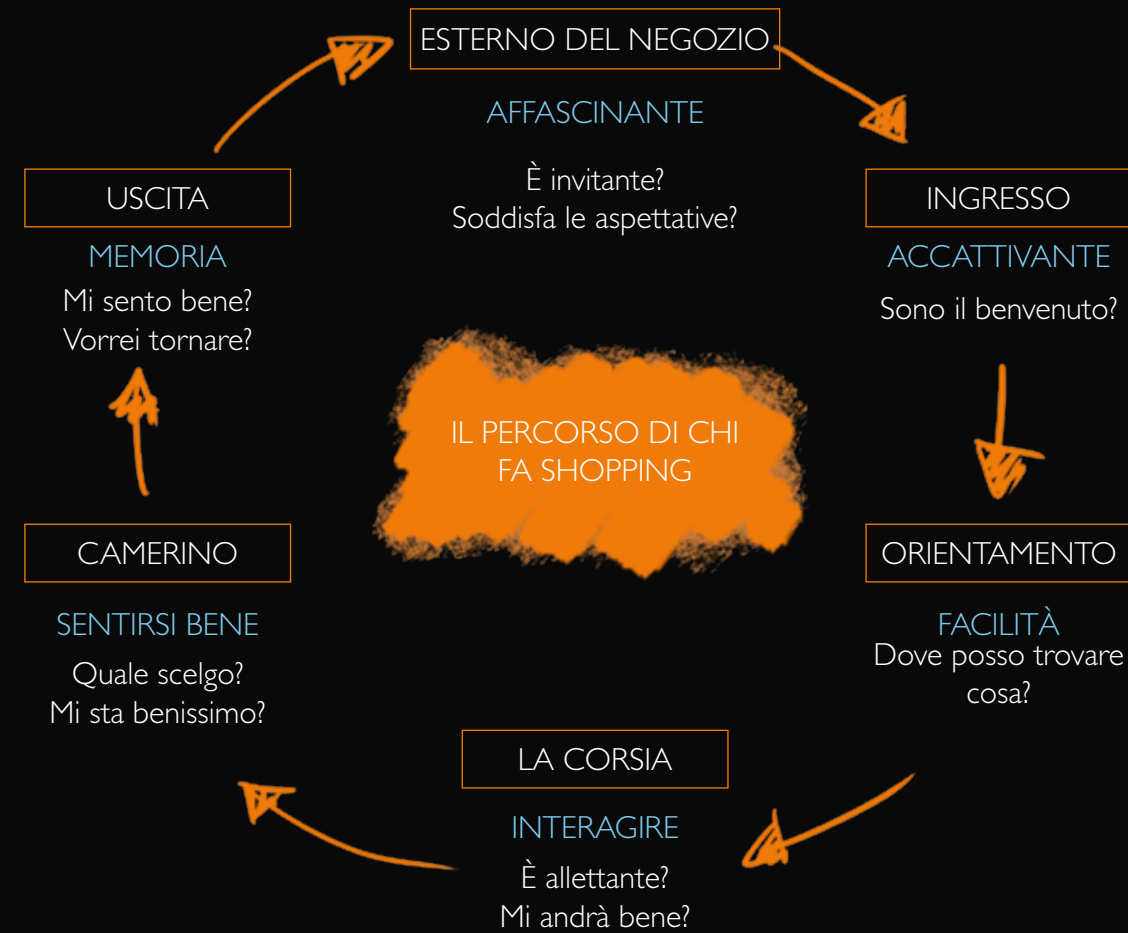 ESTERNO DEL NEGOZIO
AFFASCINANTE
È invitante?
Soddisfa le aspettative?
INGRESSO
ACCATTIVANTE
Sono il benvenuto?
ORIENTAMENTO
FACILITÀ
Dove posso trovare
cosa?
LA CORSIA
INTERAGIRE
È allettante?
Mi andrà bene?
CAMERINO
SENTIRSI BENE
Quale scelgo?
Mi sta benissimo?
USCITA
MEMORIA
Mi sento bene?
Vorrei tornare?
IL PERCORSO DI CHI
FA SHOPPING